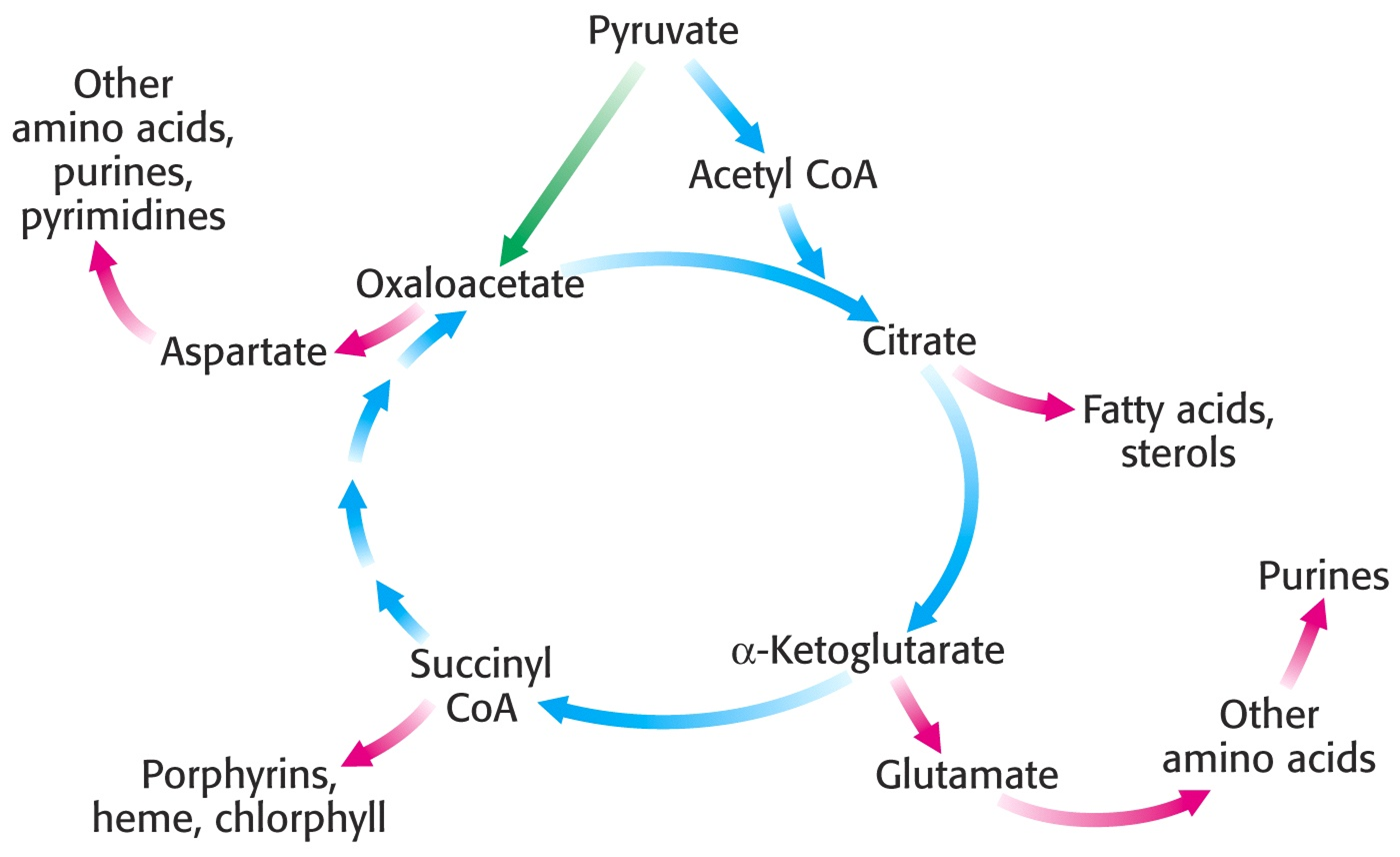 Pyruvate
Other
amino acids,
purines,
pyrimidines
Acetyl CoA
Oxaloacetate
Aspartate
Citrate
Fatty acids,
sterols
Purines
α-Ketoglutarate
Succinyl
CoA
Other
amino acids
Porphyrins,
heme, chlorphyll
Glutamate